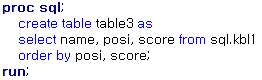 proc sql;
create table table3 as
select name, posi, score from sql.kbl1
order by posi, score;
run;